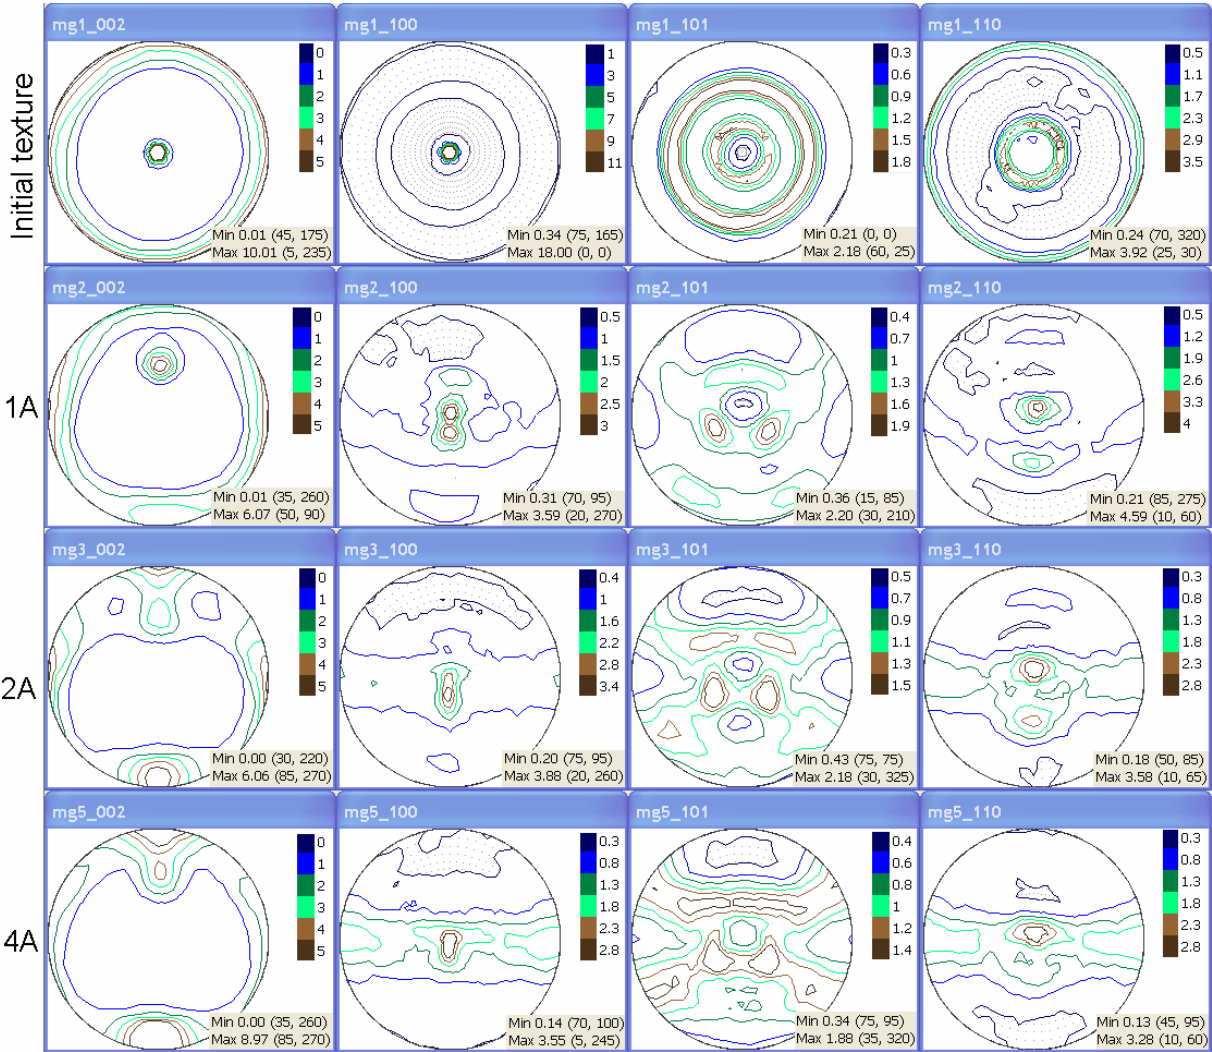 Initial texture
mg1_002
0
1
2
3
4
5
Min 0.01 (45, 175)
Max 10.01 (5, 235)
mg1_100
1
3
5
7
9
11
Min 0.34 (75, 165)
Max 18.00 (0, 0)
mg1_101
0.3
0.6
0.9
1.2
1.5
1.8
Min 0.21 (0, 0)
Max 2.18 (60, 25)
mg1_110
0.5
1.1
1.7
2.3
2.9
3.5
Min 0.24 (70, 320)
Max 3.92 (25, 30)
1A
mg2_002
0
1
2
3
4
5
Min 0.01 (35, 260)
Max 6.07 (50, 90)
mg2_100
0.5
1
1.5
2
2.5
3
Min 0.31 (70, 95)
Max 3.59 (20, 270)
mg2_101
0.4
0.7
1
1.3
1.6
1.9
Min 0.36 (15, 85)
Max 2.20 (30, 210)
mg2_110
0.5
1.2
1.9
2.6
3.3
4
Min 0.21 (85, 275)
Max 4.59 (10, 60)
2A
mg3_002
0
1
2
3
4
5
Min 0.00 (30, 220)
Max 6.06 (85, 270)
mg3_100
0.4
1
1.6
2.2
2.8
3.4
Min 0.20 (75, 95)
Max 3.88 (20, 260)
mg3_101
0.5
0.7
0.9
1.1
1.3
1.5
Min 0.43 (75, 75)
Max 2.18 (30, 325)
mg3_110
0.3
0.8
1.3
1.8
2.3
2.8
Min 0.18 (50, 85)
Max 3.58 (10, 65)
4A
mg5_002
0
1
2
3
4
5
Min 0.00 (35, 260)
Max 8.97 (85, 270)
mg5_100
0.3
0.8
1.3
1.8
2.3
2.8
Min 0.14 (70, 100)
Max 3.55 (5, 245)
mg5_101
0.4
0.6
0.8
1
1.2
1.4
Min 0.34 (75, 95)
Max 1.88 (35, 320)
mg5_110
0.3
0.8
1.3
1.8
2.3
2.8
Min 0.13 (45, 95)
Max 3.28 (10, 60)